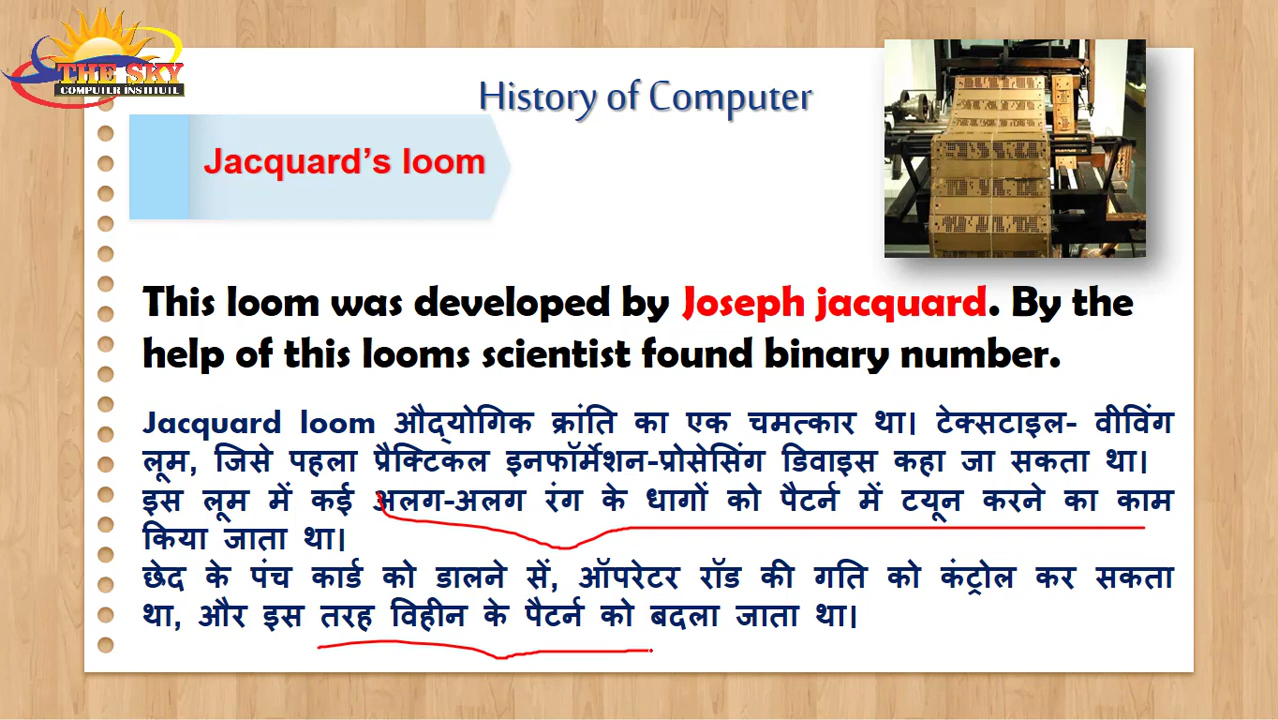 THE SKY
COMPUTER INSTITUTE
History of Computer
Jacquard's loom
This loom was developed by Joseph jacquard. By the
help of this looms scientist found binary number.
Jacquard loom औद्योगिक क्रांति का एक चमत्कार था। टेक्सटाइल- वीविंग
लूम, जिसे पहला प्रैक्टिकल इनफॉर्मेशन-प्रोसेसिंग डिवाइस कहा जा सकता था।
इस लूम में कई अलग-अलग रंग के धागों को पैटर्न में टयून करने का काम
किया जाता था।
छेद के पंच कार्ड को डालने सें, ऑपरेटर रॉड की गति को कंट्रोल कर सकता
था, और इस तरह विहीन के पैटर्न को बदला जाता था।